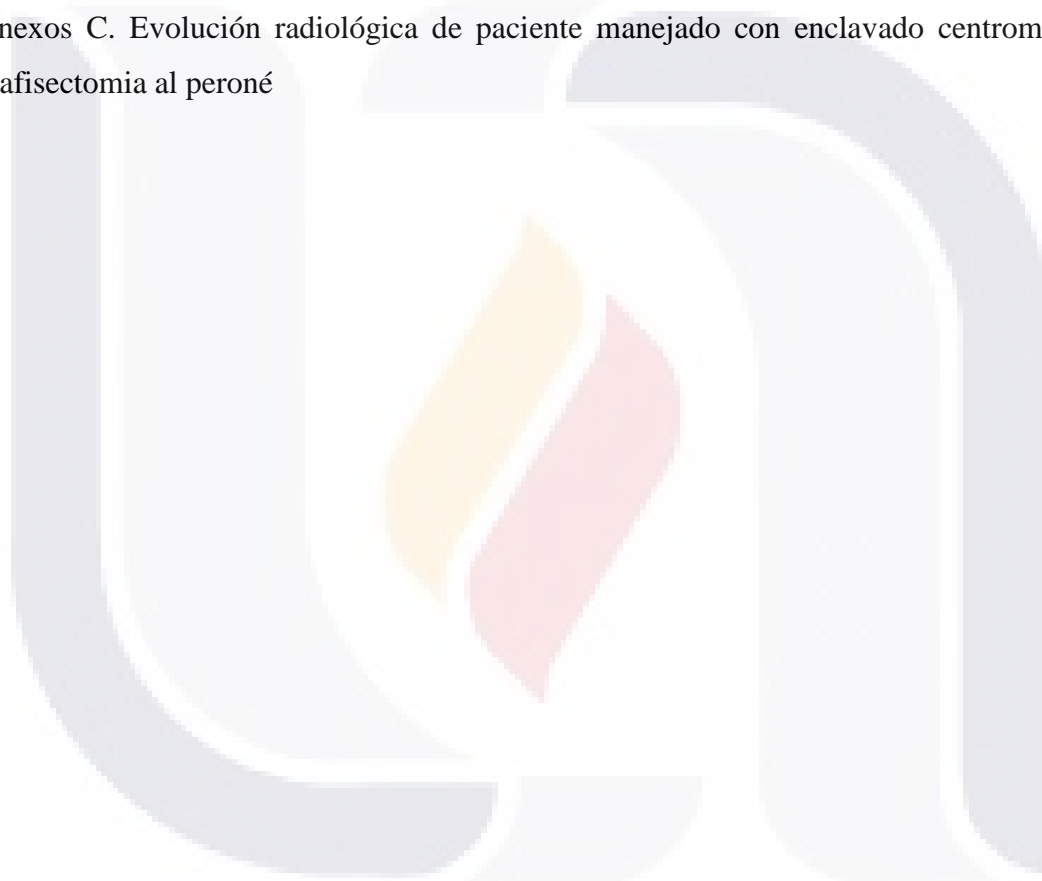 nexos C. Evolución radiológica de paciente manejado con enclavado centrom
afisectomia al peroné